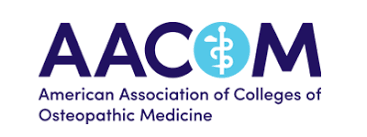 AACOM
American Association of Colleges of
Osteopathic Medicine